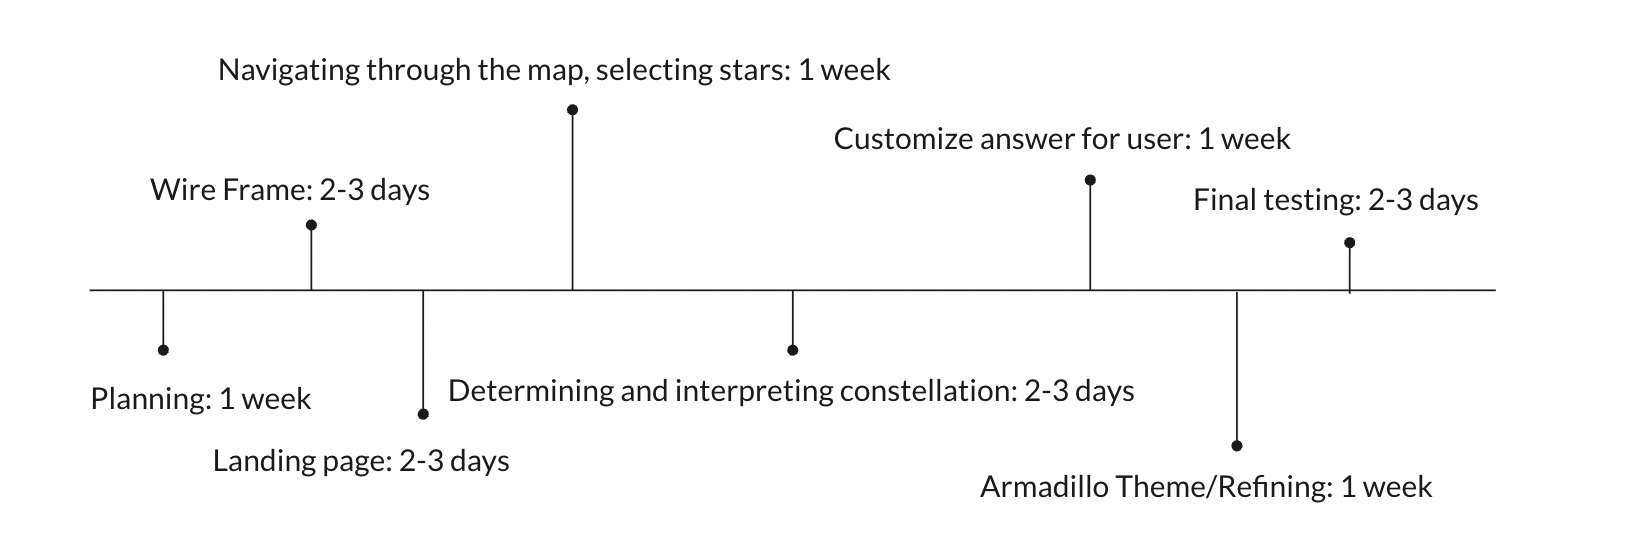 Navigating through the map, selecting stars: 1 week
Customize answer for user: 1 week
Wire Frame: 2-3 days
Final testing: 2-3 days
Planning: 1 week
Determining and interpreting constellation: 2-3 days
Landing page: 2-3 days
Armadillo Theme/Refining: 1 week